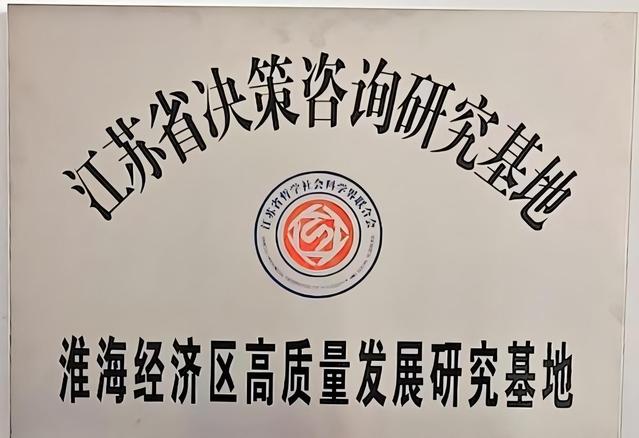 江苏省决策咨询研究基地
江苏省哲学社会科学界联合会
淮海经济区高质量发展研究基地